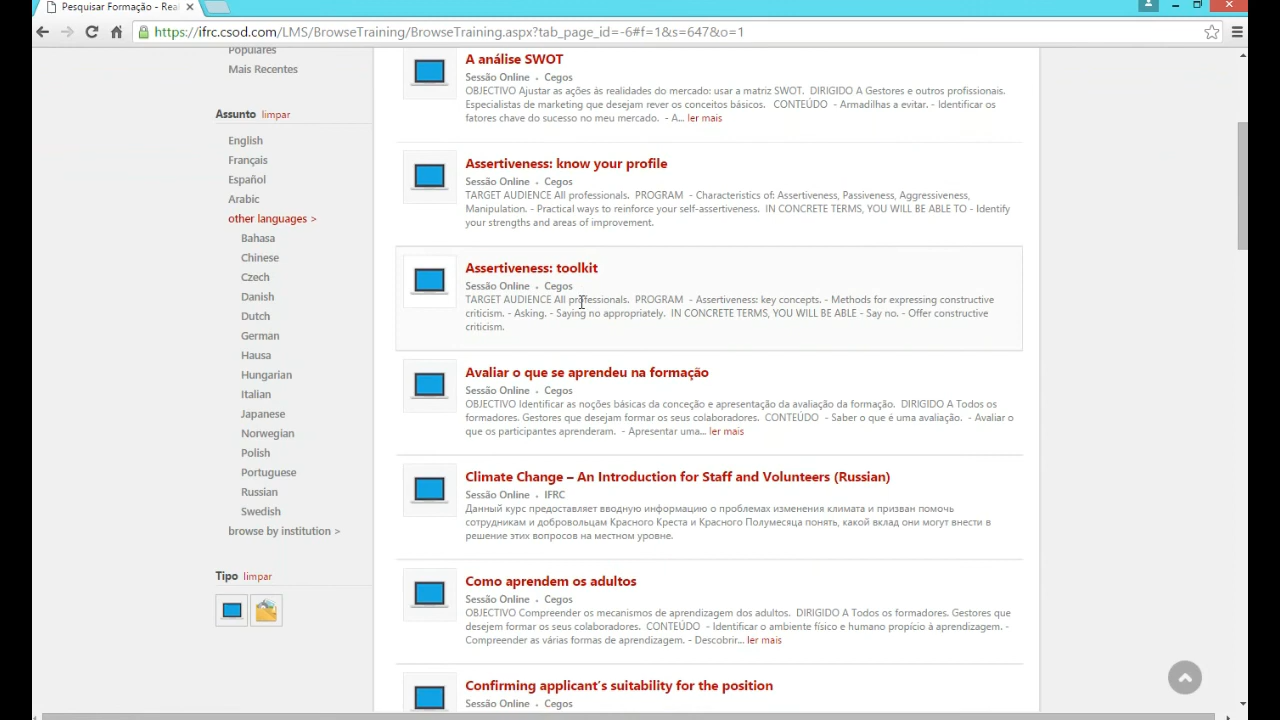 Pesquisar Formação - Rea
https://ifrc.csod.com/LMS/BrowseTraining/BrowseTraining.aspx?tab_page_id=-6#f=1&s=647&o=1
Populares
Mais Recentes
Assunto limpar
English
Français
Español
Arabic
other languages >
Bahasa
Chinese
Czech
Danish
Dutch
German
Hausa
Hungarian
Italian
Japanese
Norwegian
Polish
Portuguese
Russian
Swedish
browse by institution >
Tipo limpar
A análise SWOT
Sessão Online • Cegos
OBJECTIVO Ajustar as ações às realidades do mercado: usar a matriz SWOT. DIRIGIDO A Gestores e outros profissionais.
Especialistas de marketing que desejam rever os conceitos básicos. CONTEÚDO - Armadilhas a evitar. - Identificar os
fatores chave do sucesso no meu mercado. - A... ler mais
Assertiveness: know your profile
Sessão Online • Cegos
TARGET AUDIENCE All professionals. PROGRAM - Characteristics of: Assertiveness, Passiveness, Aggressiveness,
Manipulation. - Practical ways to reinforce your self-assertiveness. IN CONCRETE TERMS, YOU WILL BE ABLE TO - Identify
your strengths and areas of improvement.
Assertiveness: toolkit
Sessão Online • Cegos
TARGET AUDIENCE All professionals. PROGRAM - Assertiveness: key concepts. - Methods for expressing constructive
criticism. - Asking. - Saying no appropriately. IN CONCRETE TERMS, YOU WILL BE ABLE - Say no. - Offer constructive
criticism.
Avaliar o que se aprendeu na formação
Sessão Online • Cegos
OBJECTIVO Identificar as noções básicas da conceção e apresentação da avaliação da formação. DIRIGIDO A Todos os
formadores. Gestores que desejam formar os seus colaboradores. CONTEÚDO - Saber o que é uma avaliação. - Avaliar o
que os participantes aprenderam. - Apresentar uma... ler mais
Climate Change – An Introduction for Staff and Volunteers (Russian)
Sessão Online • IFRC
Данный курс предоставляет вводную информацию о проблемах изменения климата и призван помочь
сотрудникам и добровольцам Красного Креста и Красного Полумесяца понять, какой вклад они могут внести в
решение этих вопросов на местном уровне.
Como aprendem os adultos
Sessão Online • Cegos
OBJECTIVO Compreender os mecanismos de aprendizagem dos adultos. DIRIGIDO A Todos os formadores. Gestores que
desejem formar os seus colaboradores. CONTEÚDO - Identificar o ambiente físico e humano propício à aprendizagem. -
Compreender as várias formas de aprendizagem. - Descobrir... ler mais
Confirming applicant's suitability for the position
Sessão Online • Cegos